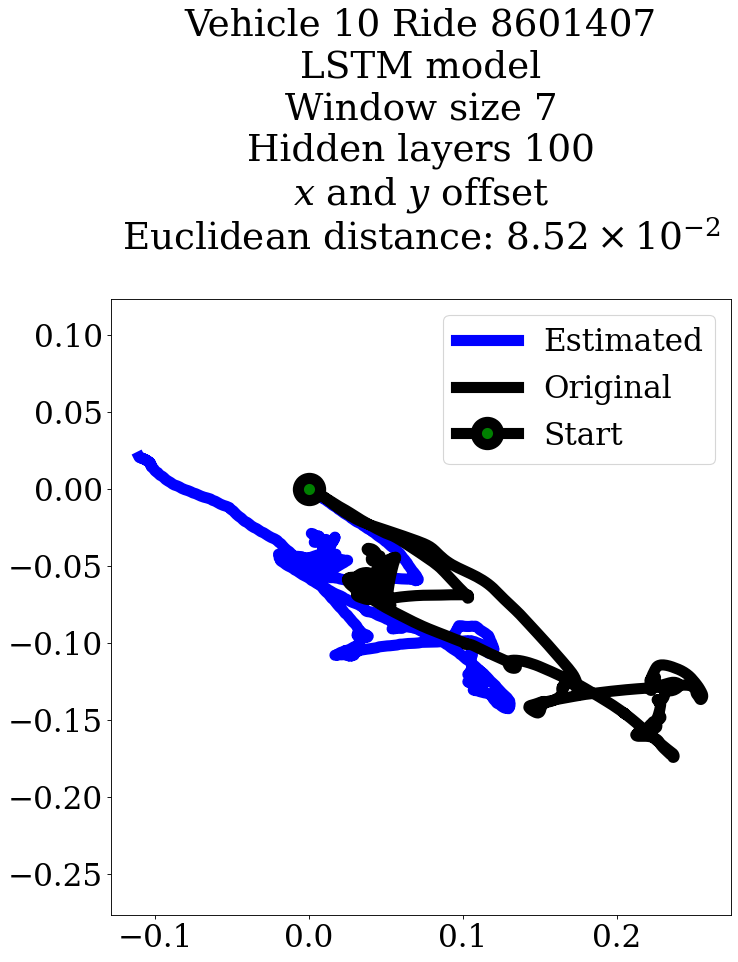 Vehicle 10 Ride 8601407
LSTM model
Window size 7
Hidden layers 100
x and y offset
Euclidean distance: 8.52 × 10⁻²
Estimated
Original
Start
0.10
0.05
0.00
−0.05
−0.10
−0.15
−0.20
−0.25
−0.1 0.0 0.1 0.2